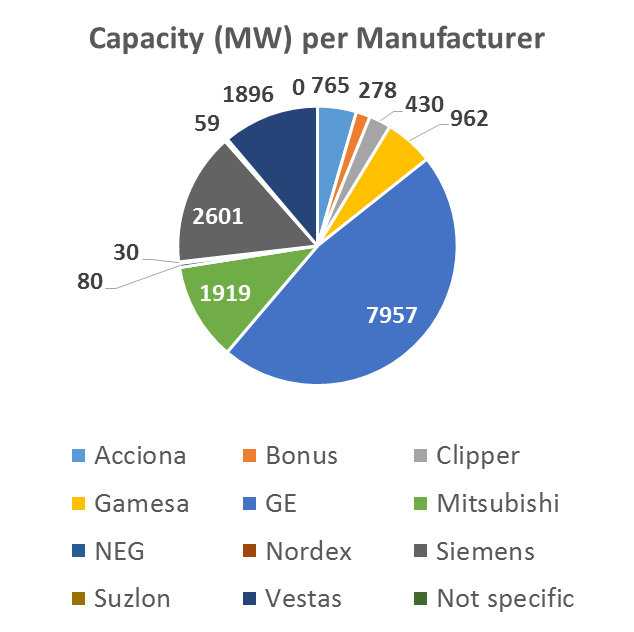 Capacity (MW) per Manufacturer
0 765
1896 278
430
59 962
2601
30
80
1919
7957
Acciona Bonus Clipper
Gamesa GE Mitsubishi
NEG Nordex Siemens
Suzlon Vestas Not specific